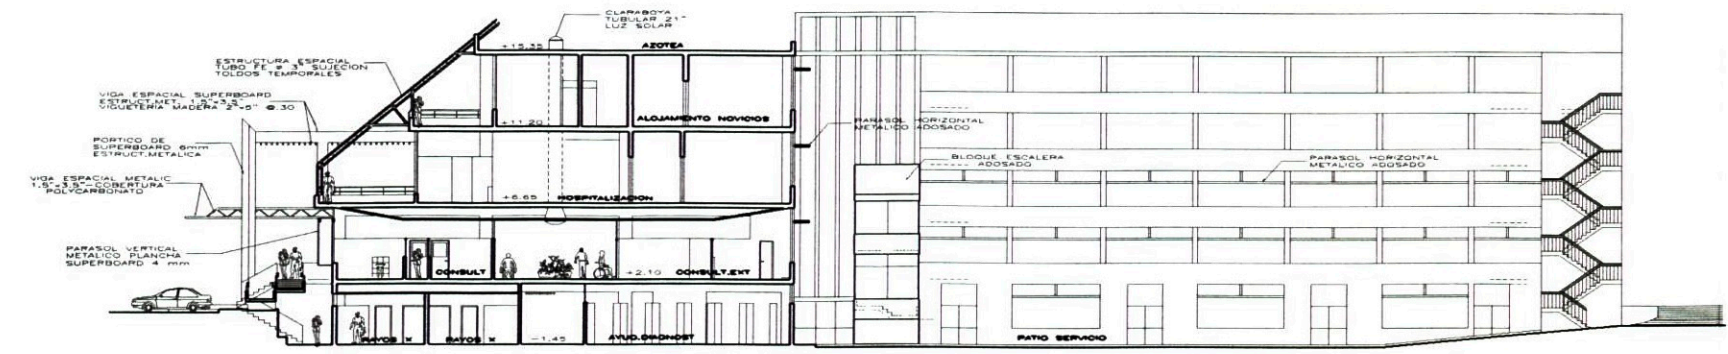 CLARABOYA
TUBULAR 21"
LUZ SOLAR
+15.35
AZOTEA
ESTRUCTURA ESPACIAL
TUBO FE ø 3" SUJECION
TOLDOS TEMPORALES
VIGA ESPACIAL SUPERBOARD
ESTRUCT.MET. 1.5"x3.5"
VIGUETERIA MADERA 2"x6" @.30
+11.20
ALOJAMIENTO NOVICIOS
PARASOL HORIZONTAL
METALICO ADOSADO
PORTICO DE
SUPERBOARD 6mm
ESTRUCT.METALICA
BLOQUE ESCALERA
ADOSADO
PARASOL HORIZONTAL
METALICO ADOSADO
VIGA ESPACIAL METALIC
1.5"x3.5"-COBERTURA
POLYCARBONATO
+6.65
HOSPITALIZACION
PARASOL VERTICAL
METALICO PLANCHA
SUPERBOARD 4 mm
CONSULT
+2.10
CONSULT.EXT
RAYOS X
RAYOS X
-1.45
AYUD.DIAGNOST
PATIO SERVICIO